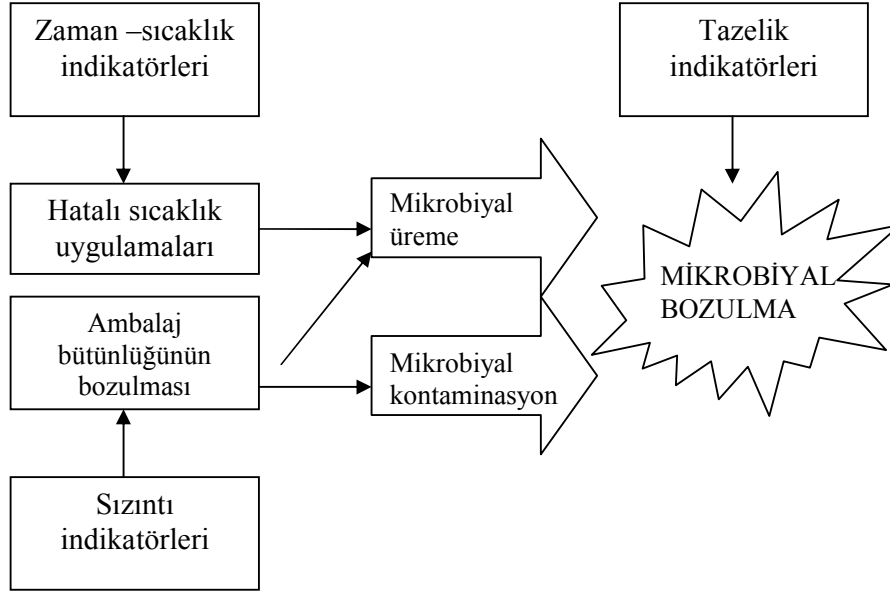 Zaman –sıcaklık
indikatörleri
Tazelik
indikatörleri
Hatalı sıcaklık
uygulamaları
Mikrobiyal
üreme
MİKROBİYAL
BOZULMA
Ambalaj
bütünlüğünün
bozulması
Mikrobiyal
kontaminasyon
Sızıntı
indikatörleri